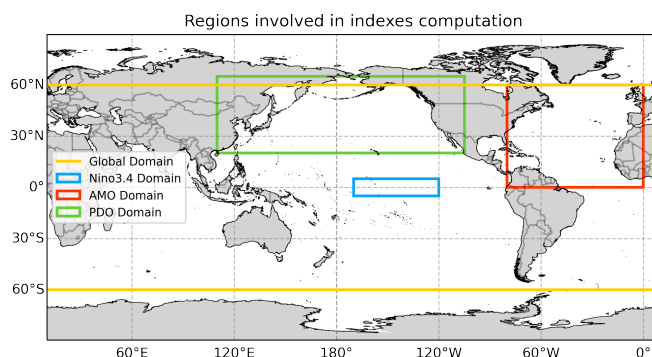 Regions involved in indexes computation
60°N
30°N
0°
30°S
60°S
Global Domain
Nino3.4 Domain
AMO Domain
PDO Domain
60°E
120°E
180°
120°W
60°W